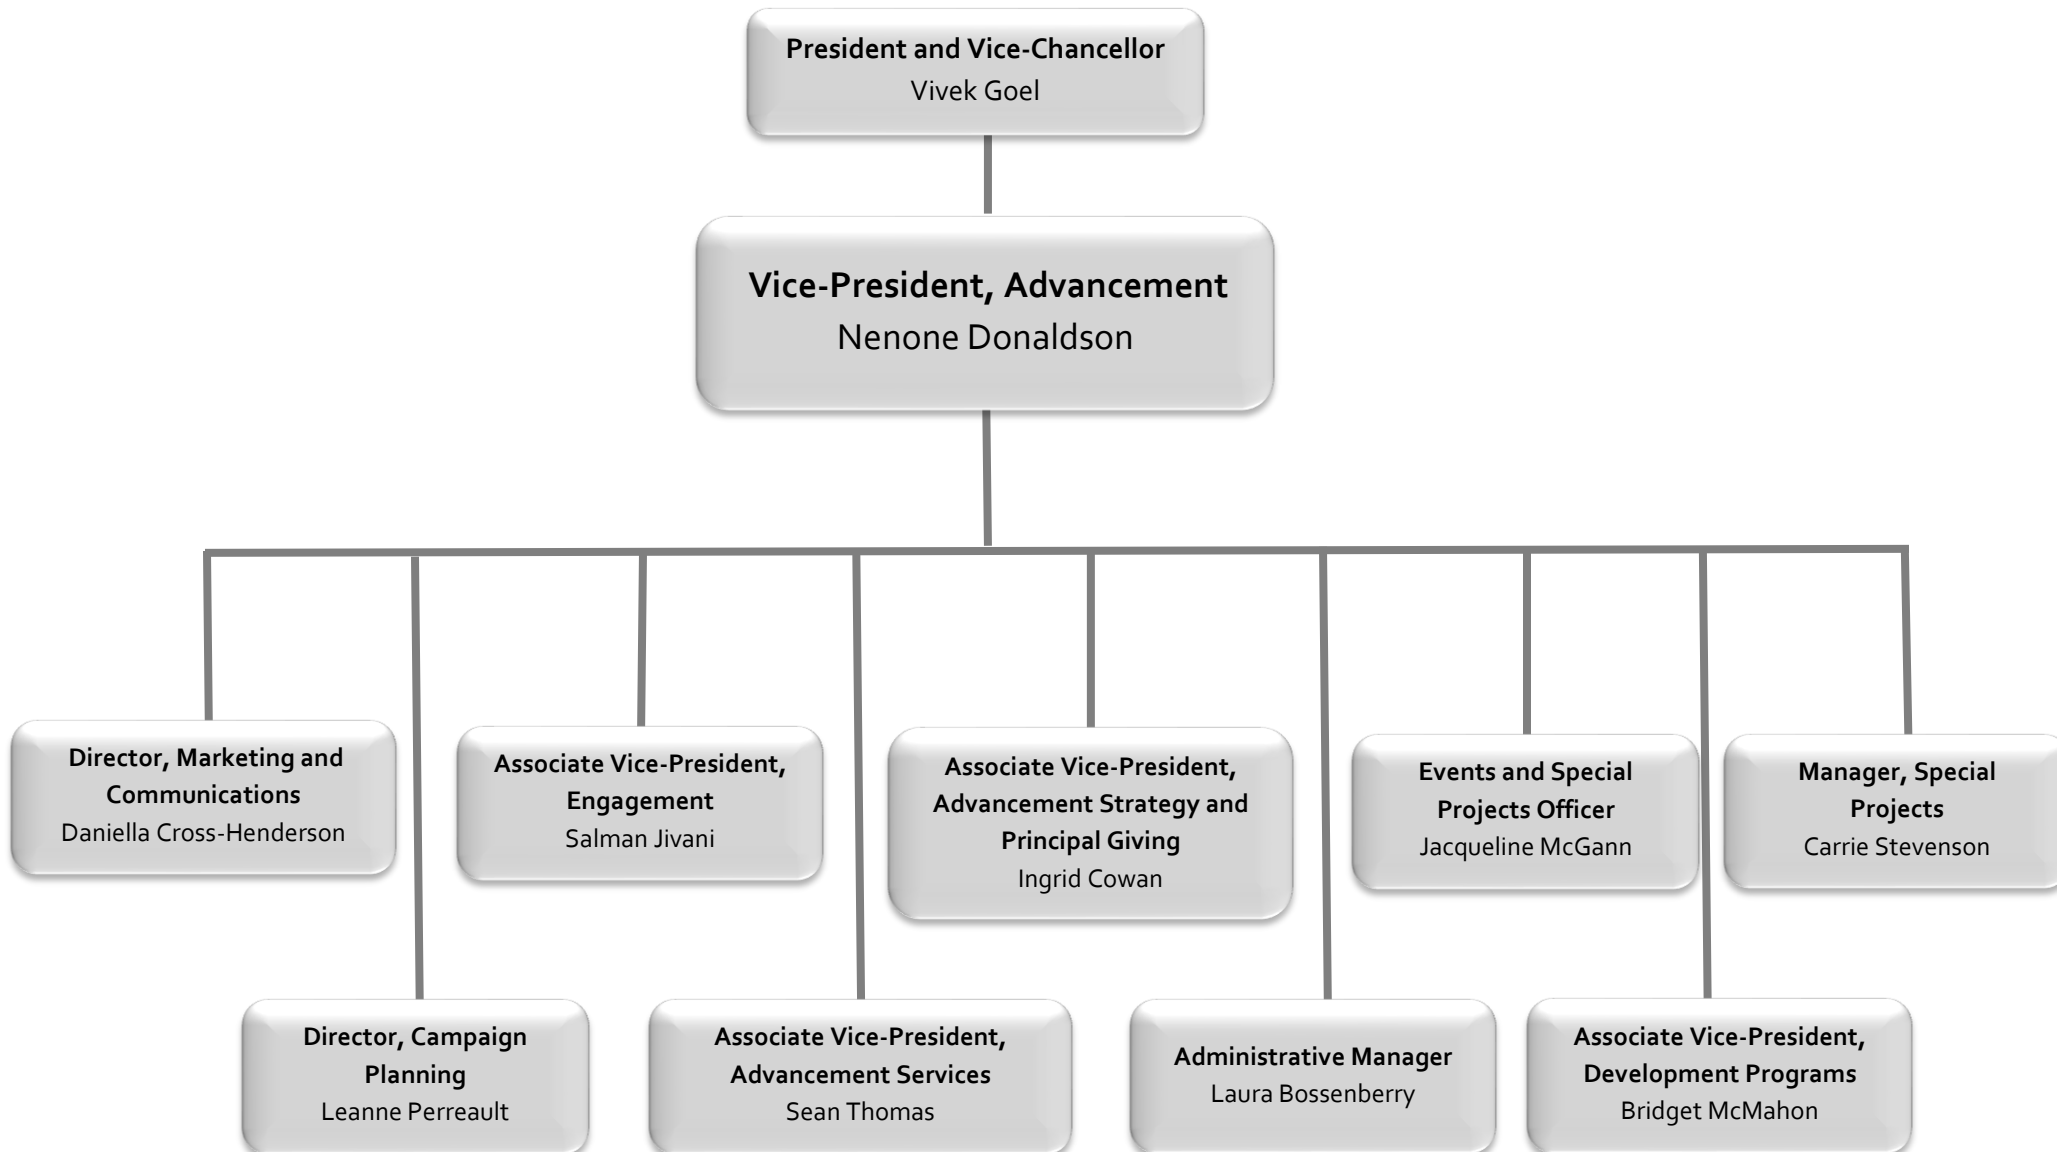 President and Vice-Chancellor
Vivek Goel
Vice-President, Advancement
Nenone Donaldson
Director, Marketing and
Communications
Daniella Cross-Henderson
Associate Vice-President,
Engagement
Salman Jivani
Associate Vice-President,
Advancement Strategy and
Principal Giving
Ingrid Cowan
Events and Special
Projects Officer
Jacqueline McGann
Manager, Special
Projects
Carrie Stevenson
Director, Campaign
Planning
Leanne Perreault
Associate Vice-President,
Advancement Services
Sean Thomas
Administrative Manager
Laura Bossenberry
Associate Vice-President,
Development Programs
Bridget McMahon